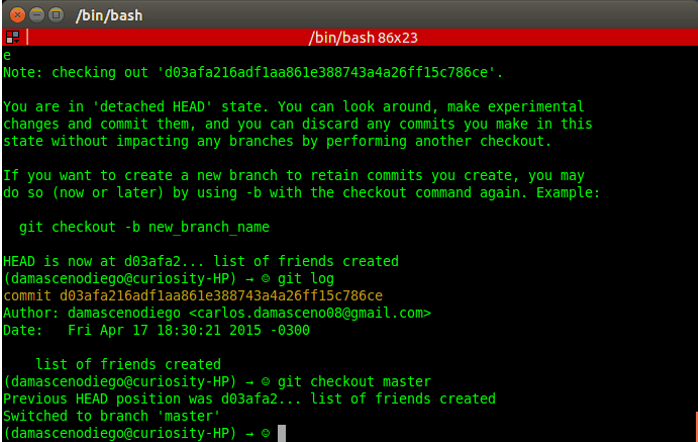 /bin/bash
/bin/bash 86x23
e
Note: checking out 'd03afa216adf1aa861e388743a4a26ff15c786ce'.
You are in 'detached HEAD' state. You can look around, make experimental
changes and commit them, and you can discard any commits you make in this
state without impacting any branches by performing another checkout.
If you want to create a new branch to retain commits you create, you may
do so (now or later) by using -b with the checkout command again. Example:
git checkout -b new_branch_name
HEAD is now at d03afa2... list of friends created
(damascenodiego@curiosity-HP) → ☺ git log
commit d03afa216adf1aa861e388743a4a26ff15c786ce
Author: damascenodiego <carlos.damasceno08@gmail.com>
Date:   Fri Apr 17 18:30:21 2015 -0300
list of friends created
(damascenodiego@curiosity-HP) → ☺ git checkout master
Previous HEAD position was d03afa2... list of friends created
Switched to branch 'master'
(damascenodiego@curiosity-HP) → ☺